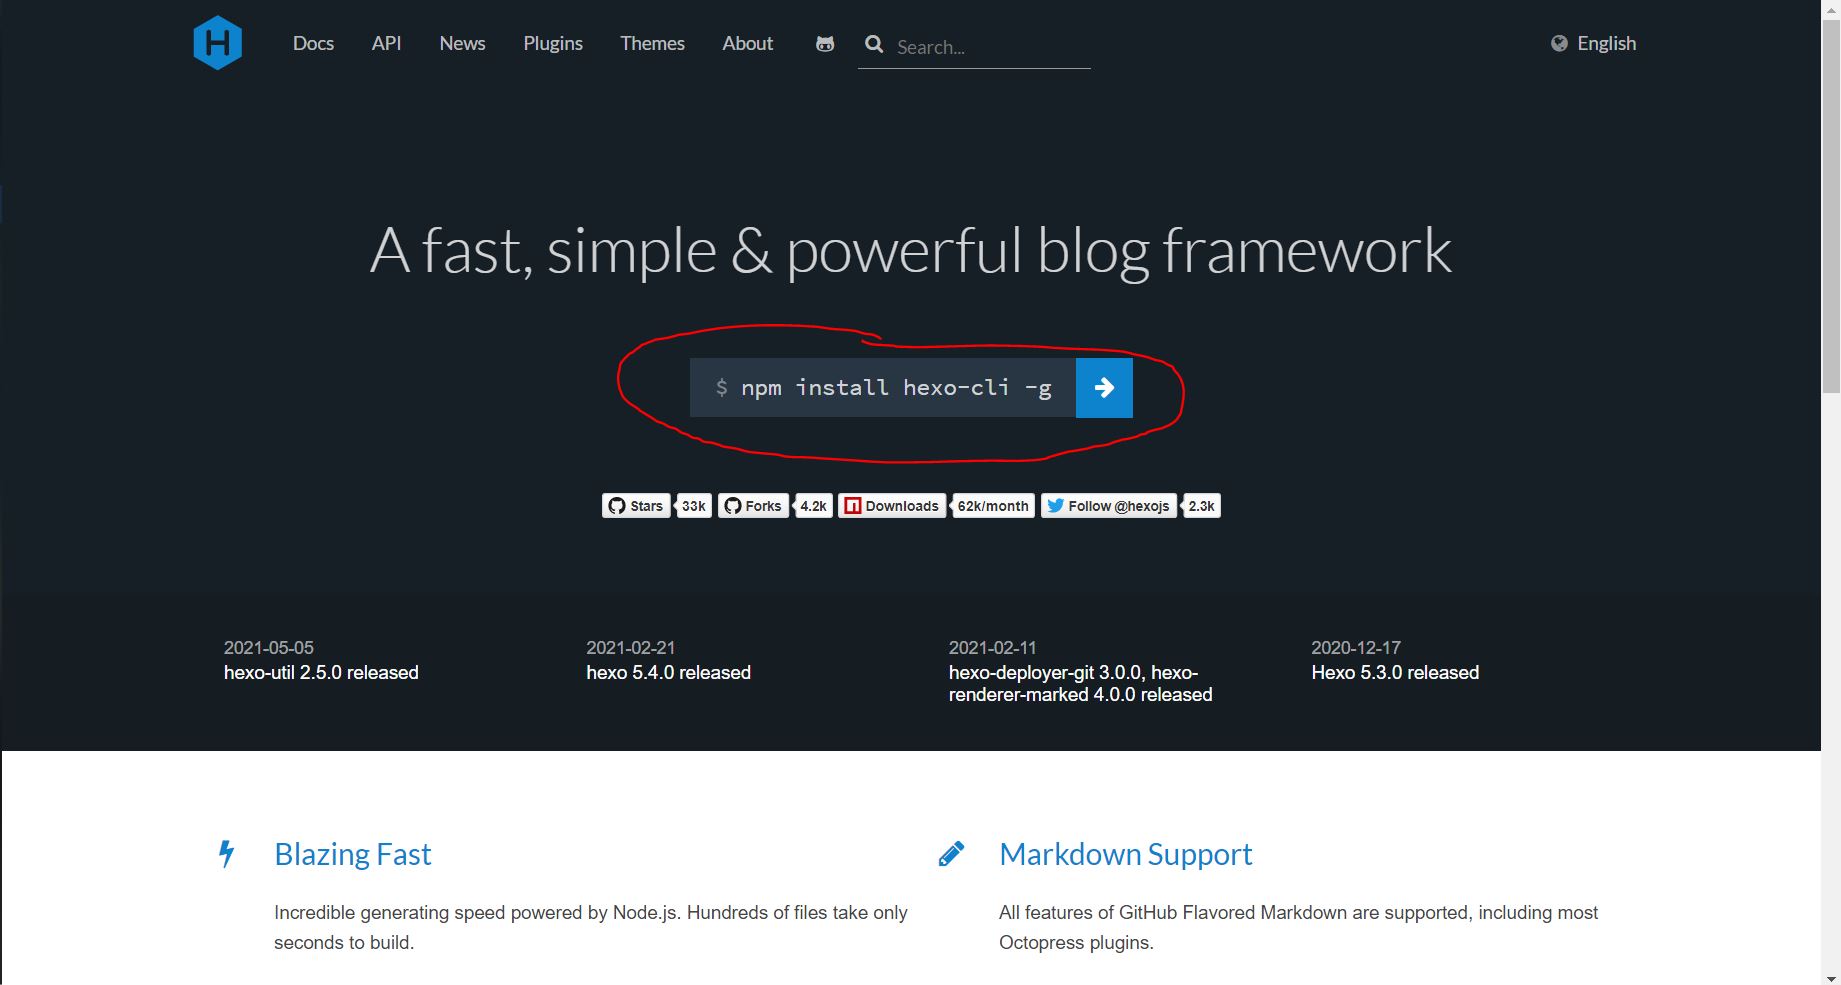 H
Docs API News Plugins Themes About Search... English
A fast, simple & powerful blog framework
$ npm install hexo-cli -g
Stars 33k Forks 4.2k Downloads 62k/month Follow @hexojs 2.3k
2021-05-05
hexo-util 2.5.0 released
2021-02-21
hexo 5.4.0 released
2021-02-11
hexo-deployer-git 3.0.0, hexo-
renderer-marked 4.0.0 released
2020-12-17
Hexo 5.3.0 released
Blazing Fast
Incredible generating speed powered by Node.js. Hundreds of files take only
seconds to build.
Markdown Support
All features of GitHub Flavored Markdown are supported, including most
Octopress plugins.